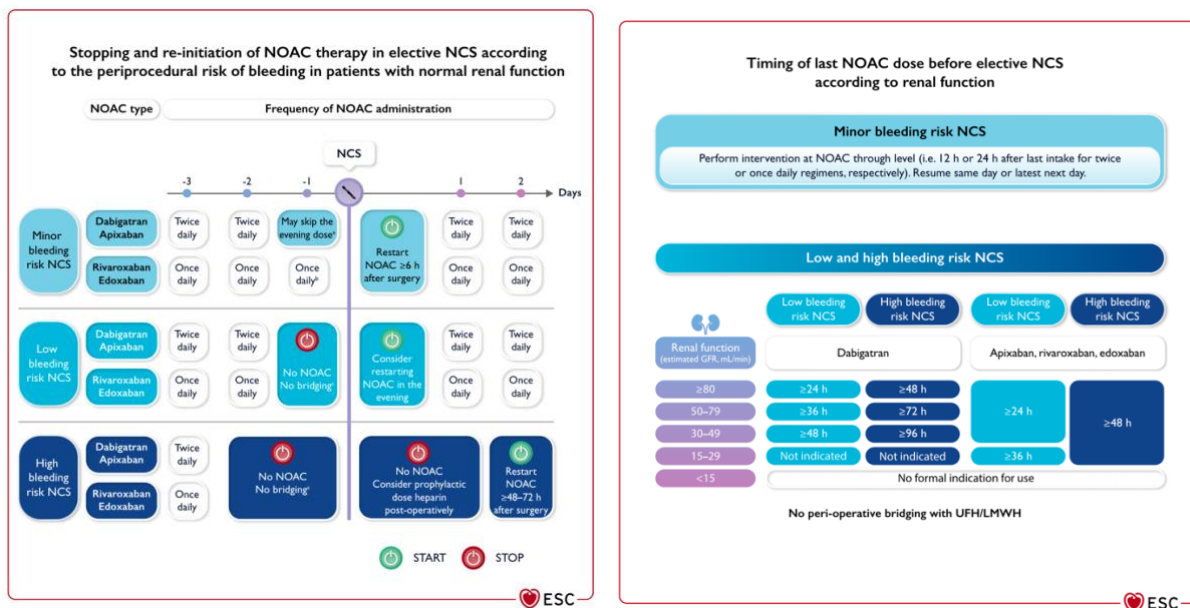 Stopping and re-initiation of NOAC therapy in elective NCS according
to the periprocedural risk of bleeding in patients with normal renal function
NOAC type
Frequency of NOAC administration
NCS
-3
-2
-1
1
2
Days
Minor
bleeding
risk NCS
Dabigatran
Apixaban
Twice
daily
Twice
daily
May skip the
evening doseᵃ
Restart
NOAC ≥6 h
after surgery
Twice
daily
Twice
daily
Rivaroxaban
Edoxaban
Once
daily
Once
daily
Once
dailyᵇ
Once
daily
Once
daily
Low
bleeding
risk NCS
Dabigatran
Apixaban
Twice
daily
Twice
daily
No NOAC
No bridgingᶜ
Consider
restarting
NOAC in the
evening
Twice
daily
Twice
daily
Rivaroxaban
Edoxaban
Once
daily
Once
daily
Once
daily
Once
daily
High
bleeding
risk NCS
Dabigatran
Apixaban
Twice
daily
No NOAC
No bridgingᶜ
No NOAC
Consider prophylactic
dose heparin
post-operatively
Restart
NOAC
≥48–72 h
after surgery
Rivaroxaban
Edoxaban
Once
daily
START
STOP
ESC
Timing of last NOAC dose before elective NCS
according to renal function
Minor bleeding risk NCS
Perform intervention at NOAC through level (i.e. 12 h or 24 h after last intake for twice
or once daily regimens, respectively). Resume same day or latest next day.
Low and high bleeding risk NCS
Low bleeding
risk NCS
High bleeding
risk NCS
Low bleeding
risk NCS
High bleeding
risk NCS
Renal function
(estimated GFR, mL/min)
Dabigatran
Apixaban, rivaroxaban, edoxaban
≥80
≥24 h
≥48 h
≥24 h
≥48 h
50–79
≥36 h
≥72 h
30–49
≥48 h
≥96 h
15–29
Not indicated
Not indicated
≥36 h
<15
No formal indication for use
No peri-operative bridging with UFH/LMWH
ESC